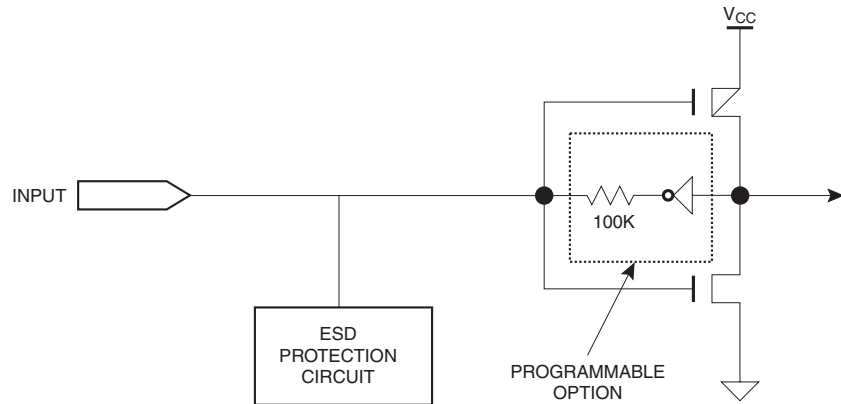 VCC
INPUT
100K
ESD
PROTECTION
CIRCUIT
PROGRAMMABLE
OPTION